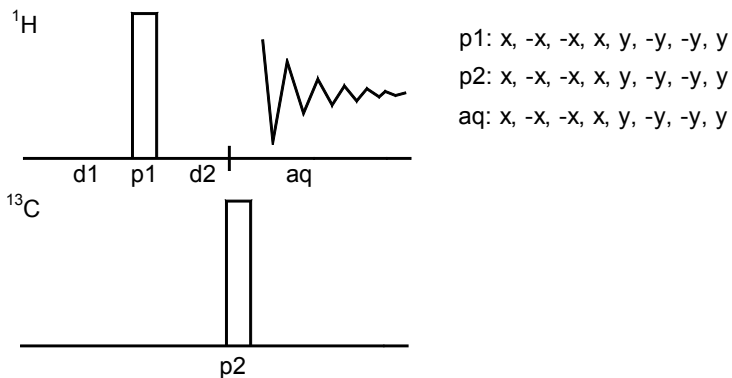 ¹H
p1: x, -x, -x, x, y, -y, -y, y
p2: x, -x, -x, x, y, -y, -y, y
aq: x, -x, -x, x, y, -y, -y, y
d1 p1 d2 aq
¹³C
p2